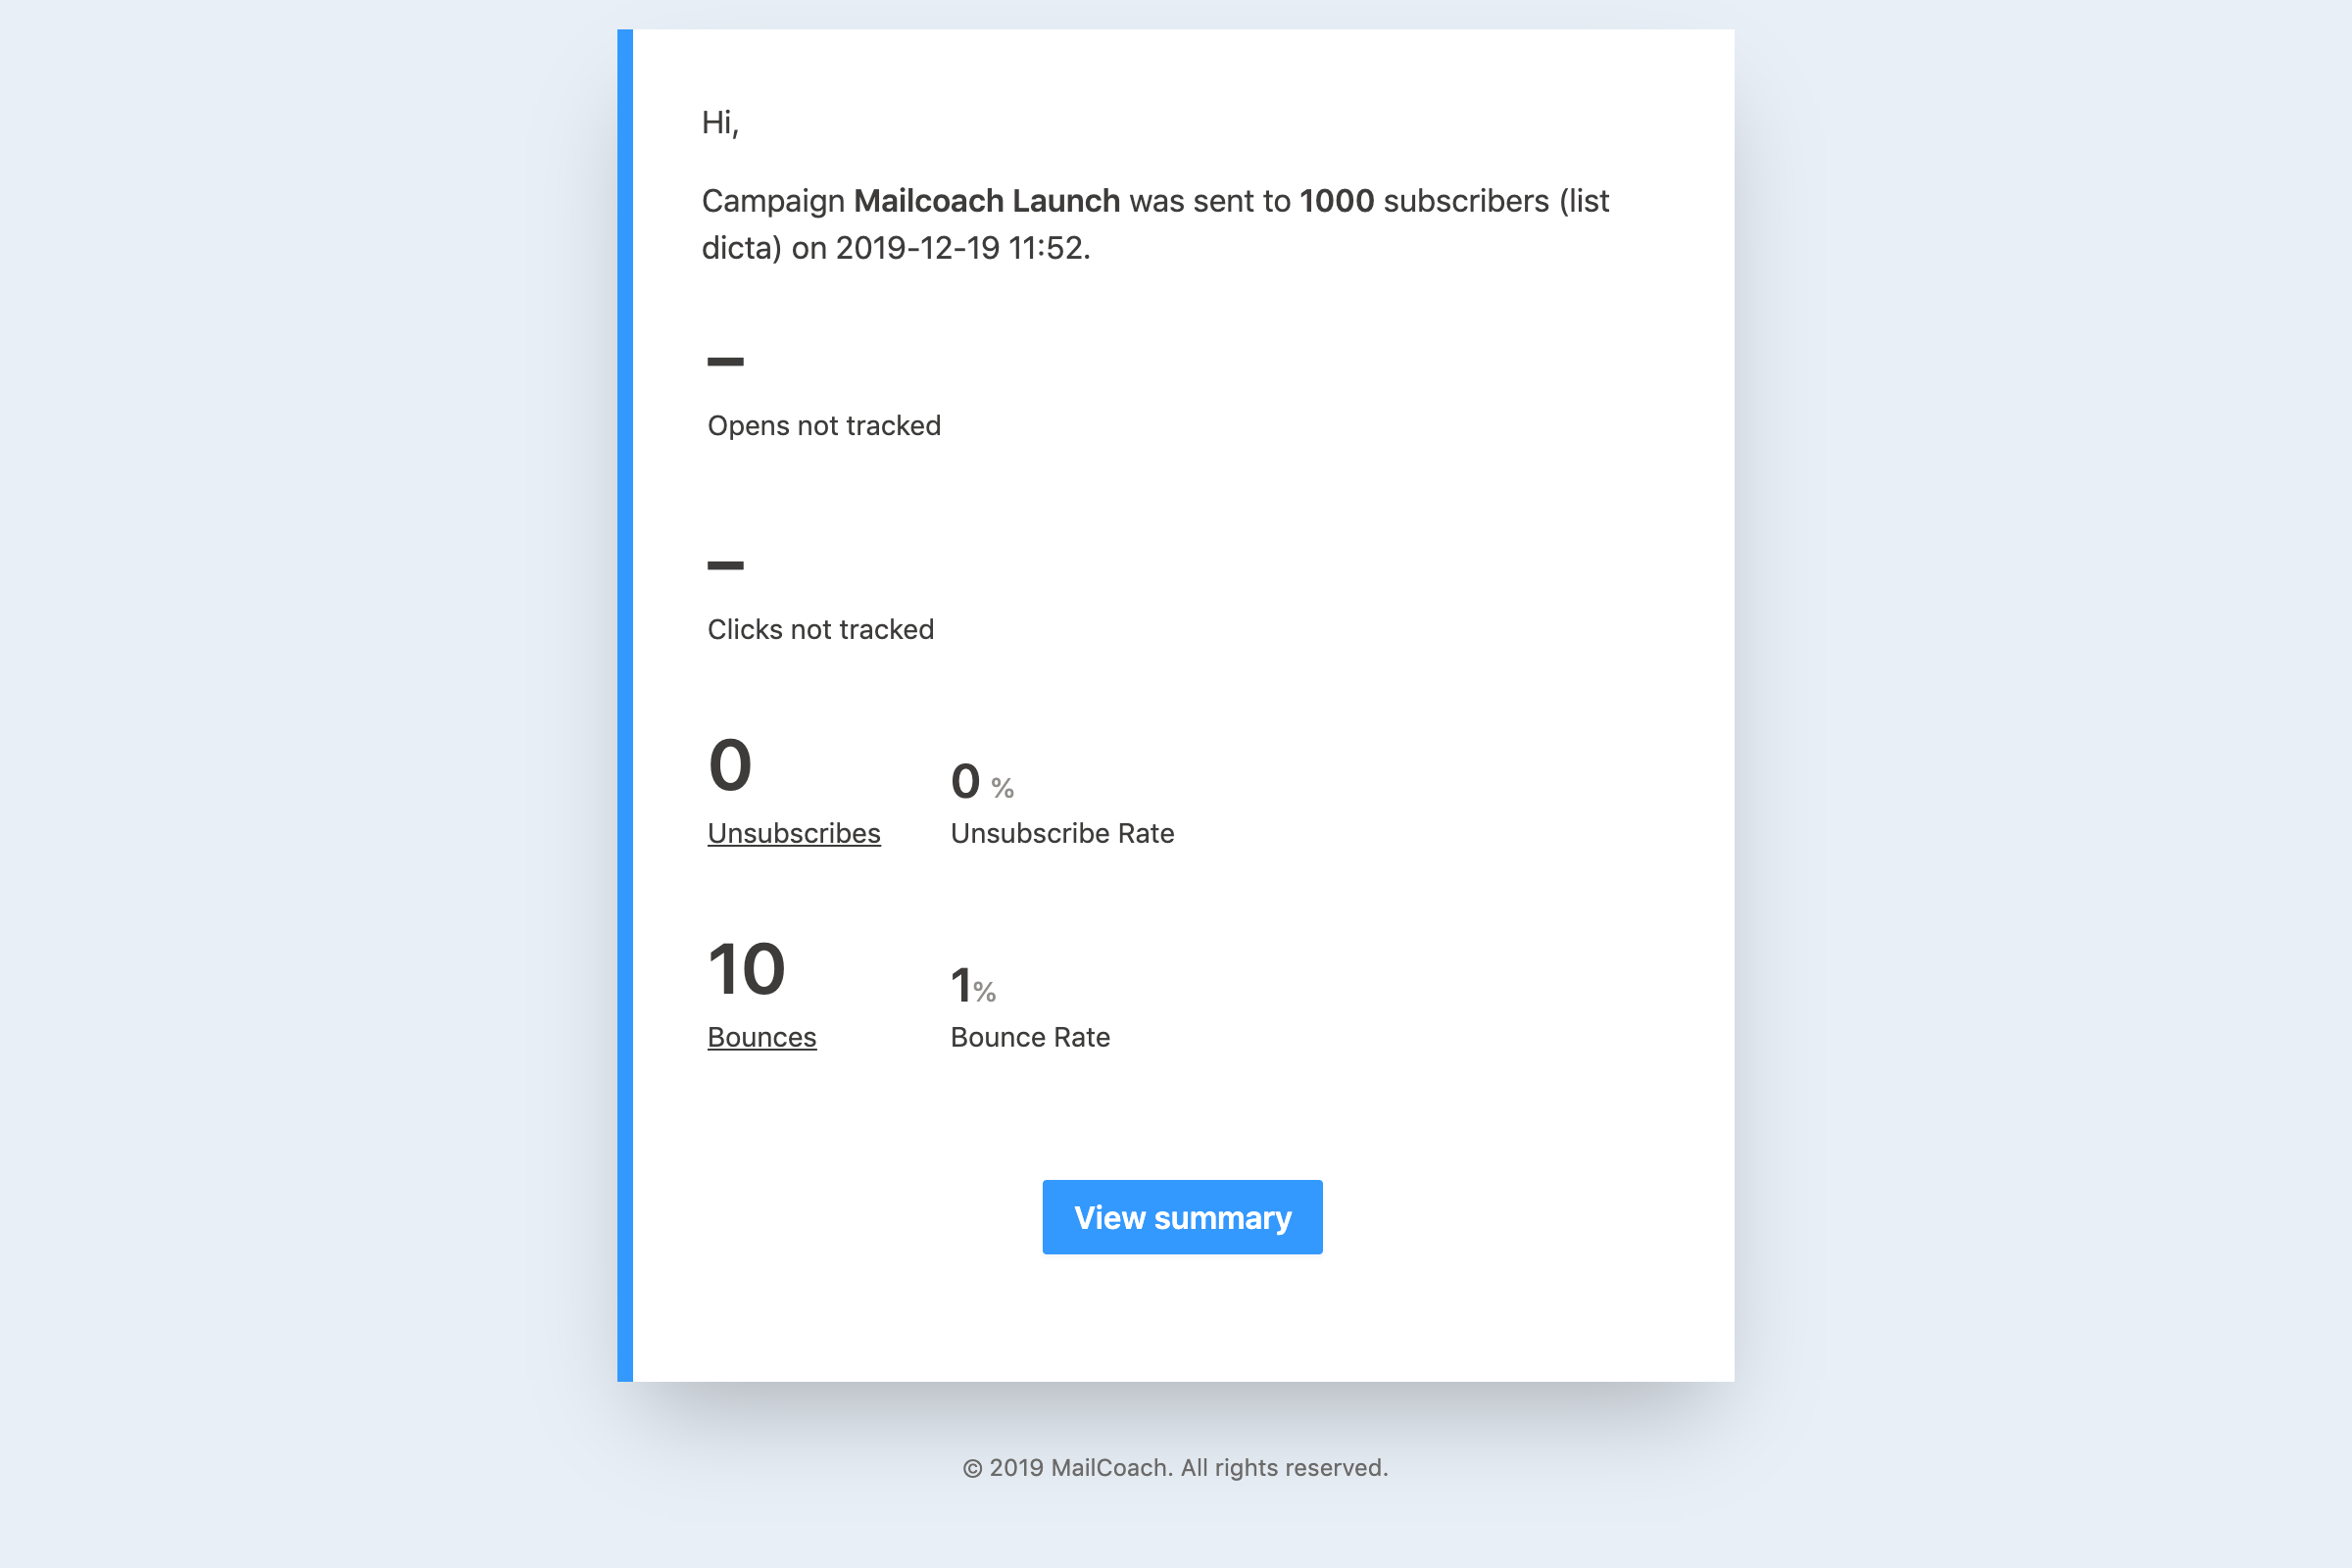 Hi,
Campaign Mailcoach Launch was sent to 1000 subscribers (list
dicta) on 2019-12-19 11:52.
–
Opens not tracked
–
Clicks not tracked
0
0 %
Unsubscribes
Unsubscribe Rate
10
1%
Bounces
Bounce Rate
View summary
© 2019 MailCoach. All rights reserved.